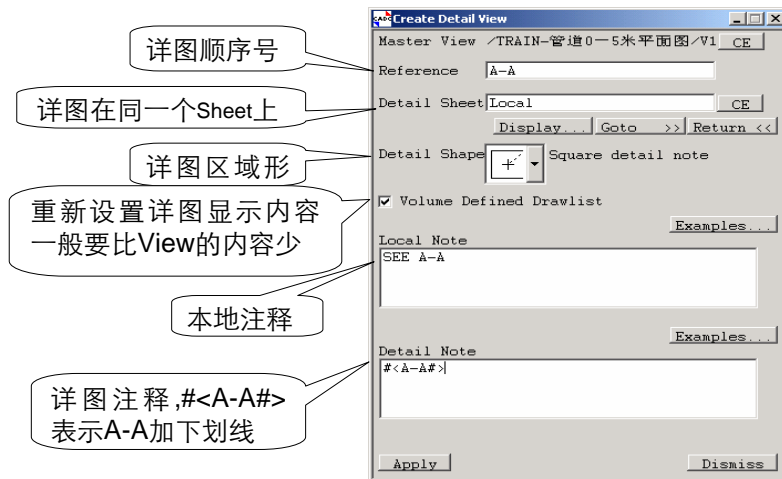 详图顺序号
详图在同一个Sheet上
详图区域形
重新设置详图显示内容
一般要比View的内容少
本地注释
详图注释,#<A-A#>
表示A-A加下划线
Create Detail View
Master View /TRAIN-管道0一5米平面图/V1 CE
Reference A-A
Detail Sheet Local CE
Display... Goto >> Return <<
Detail Shape Square detail note
Volume Defined Drawlist
Examples...
Local Note
SEE A-A
Examples...
Detail Note
#<A-A#>
Apply Dismiss